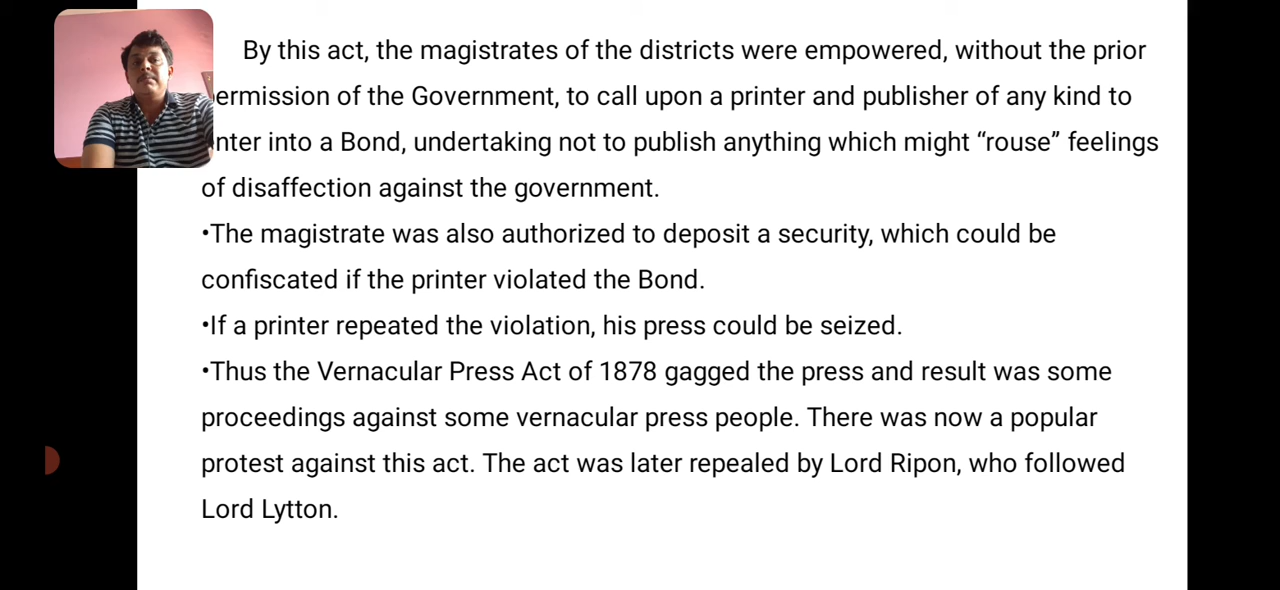 By this act, the magistrates of the districts were empowered, without the prior
ermission of the Government, to call upon a printer and publisher of any kind to
nter into a Bond, undertaking not to publish anything which might “rouse” feelings
of disaffection against the government.
•The magistrate was also authorized to deposit a security, which could be
confiscated if the printer violated the Bond.
•If a printer repeated the violation, his press could be seized.
•Thus the Vernacular Press Act of 1878 gagged the press and result was some
proceedings against some vernacular press people. There was now a popular
protest against this act. The act was later repealed by Lord Ripon, who followed
Lord Lytton.